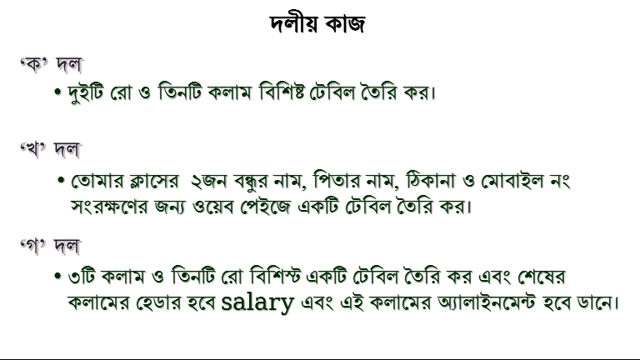 দলীয় কাজ
‘ক’ দল
• দুইটি রো ও তিনটি কলাম বিশিষ্ট টেবিল তৈরি কর।
‘খ’ দল
• তোমার ক্লাসের ২জন বন্ধুর নাম, পিতার নাম, ঠিকানা ও মোবাইল নং
সংরক্ষণের জন্য ওয়েব পেইজে একটি টেবিল তৈরি কর।
‘গ’ দল
• ৩টি কলাম ও তিনটি রো বিশিস্ট একটি টেবিল তৈরি কর এবং শেষের
কলামের হেডার হবে salary এবং এই কলামের অ্যালাইনমেন্ট হবে ডানে।